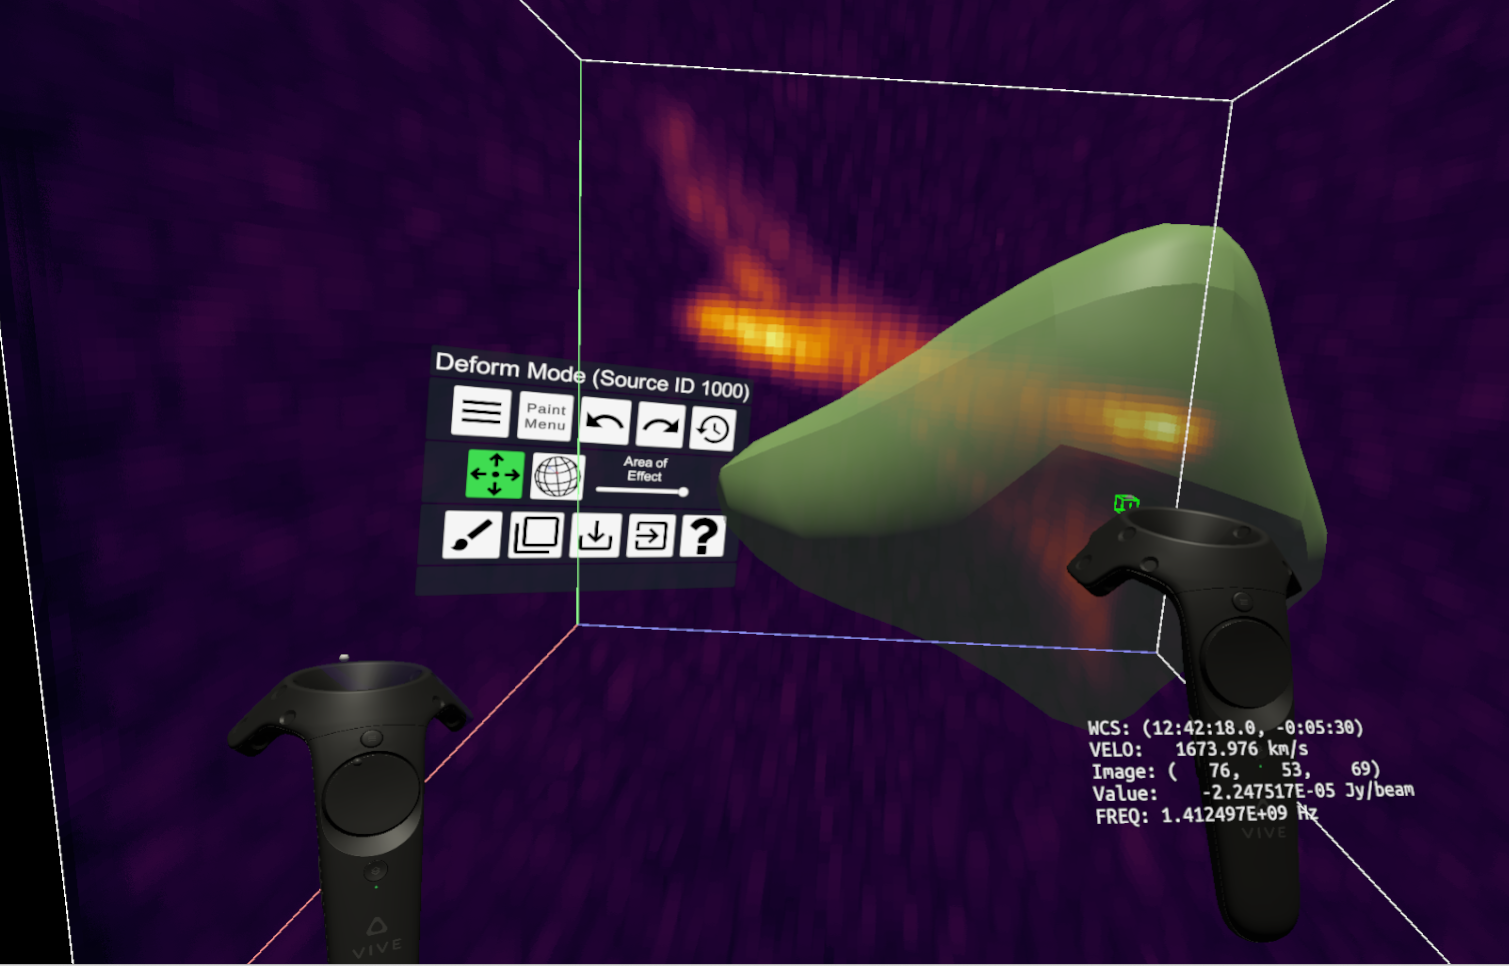 Deform Mode (Source ID 1000)
Paint
Menu
Area of
Effect
?
WCS: (12:42:18.0, -0:05:30)
VELO: 1673.976 km/s
Image: ( 76, 53, 69)
Value: -2.247517E-05 Jy/beam
FREQ: 1.412497E+09 Hz
VIVE
VIVE